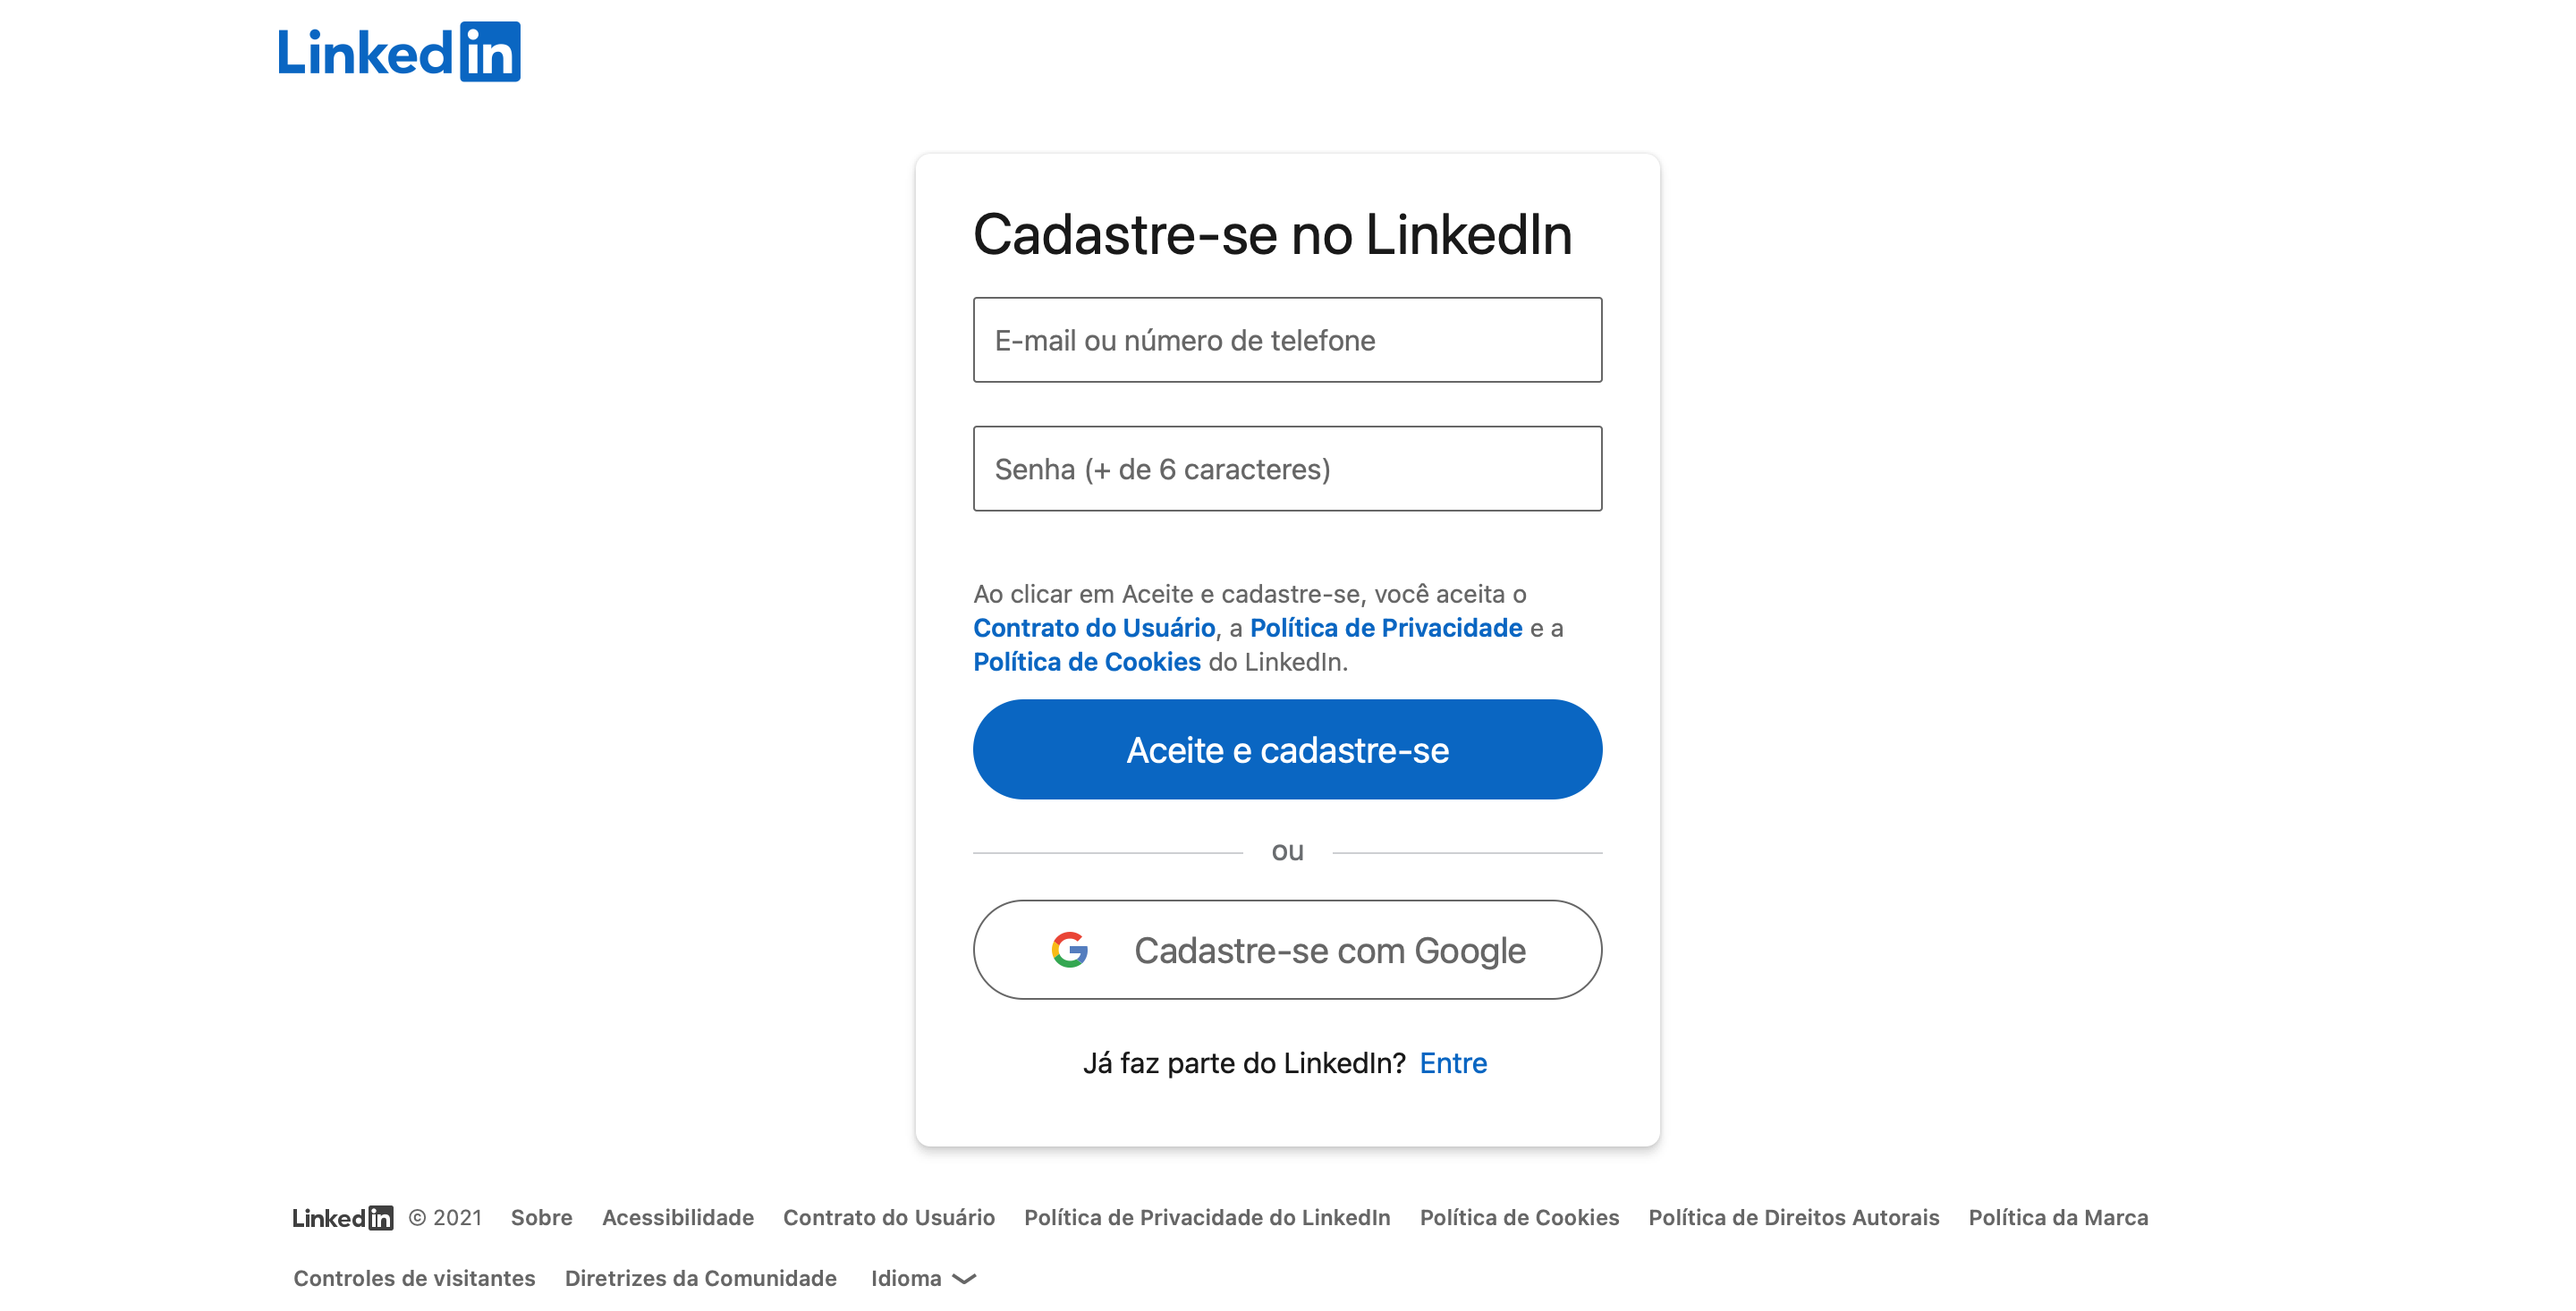 LinkedIn
Cadastre-se no LinkedIn
E-mail ou número de telefone
Senha (+ de 6 caracteres)
Ao clicar em Aceite e cadastre-se, você aceita o
Contrato do Usuário, a Política de Privacidade e a
Política de Cookies do LinkedIn.
Aceite e cadastre-se
ou
Cadastre-se com Google
Já faz parte do LinkedIn? Entre
LinkedIn © 2021 Sobre Acessibilidade Contrato do Usuário Política de Privacidade do LinkedIn Política de Cookies Política de Direitos Autorais Política da Marca
Controles de visitantes Diretrizes da Comunidade Idioma